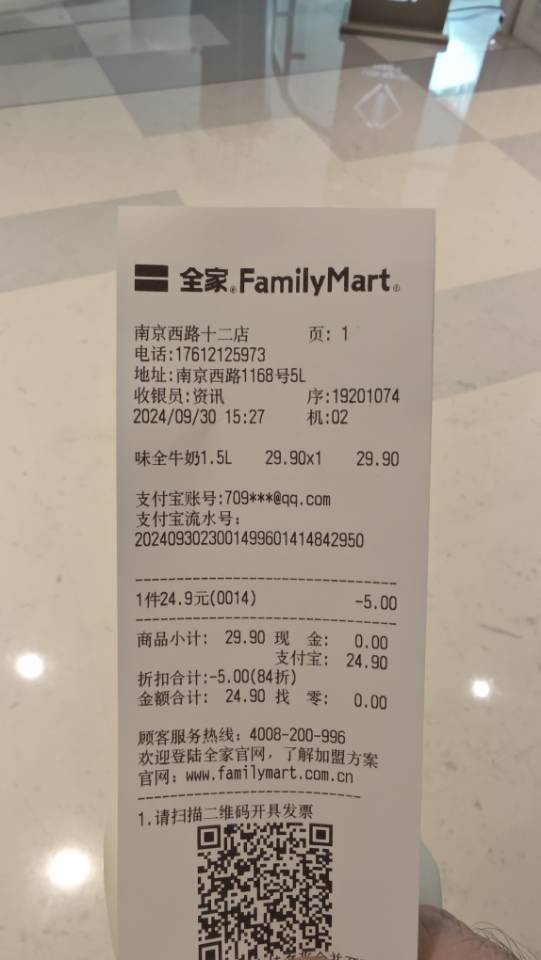 全家 FamilyMart
南京西路十二店 页: 1
电话:17612125973
地址:南京西路1168号5L
收银员:资讯 序:19201074
2024/09/30 15:27 机:02
味全牛奶1.5L 29.90x1 29.90
支付宝账号:709***@qq.com
支付宝流水号:
2024093023001499601414842950
1件24.9元(0014) -5.00
商品小计: 29.90 现 金: 0.00
支付宝: 24.90
折扣合计:-5.00(84折)
金额合计: 24.90 找 零: 0.00
顾客服务热线: 4008-200-996
欢迎登陆全家官网，了解加盟方案
官网: www.familymart.com.cn
1.请扫描二维码开具发票